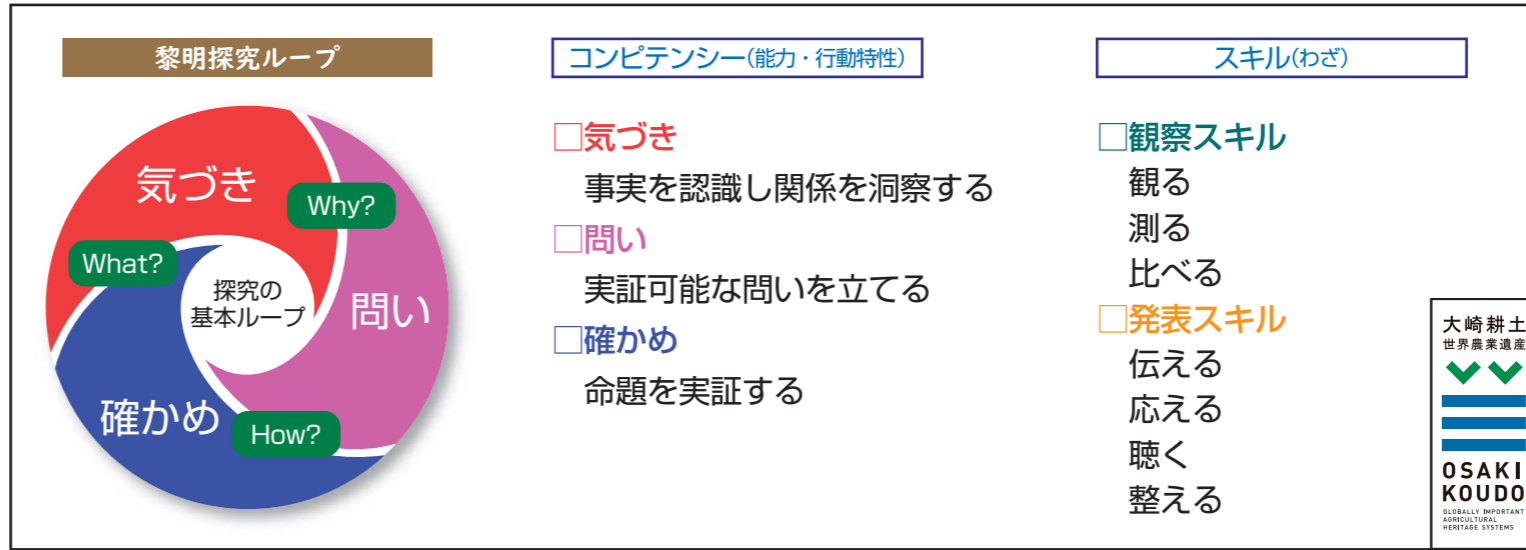 黎明探究ループ
気づき
Why?
What?
探究の
基本ループ
問い
確かめ
How?
コンピテンシー(能力・行動特性)
□気づき
事実を認識し関係を洞察する
□問い
実証可能な問いを立てる
□確かめ
命題を実証する
スキル(わざ)
□観察スキル
観る
測る
比べる
□発表スキル
伝える
応える
聴く
整える
大崎耕土
世界農業遺産
OSAKI
KOUDO
GLOBALLY IMPORTANT
AGRICULTURAL
HERITAGE SYSTEMS